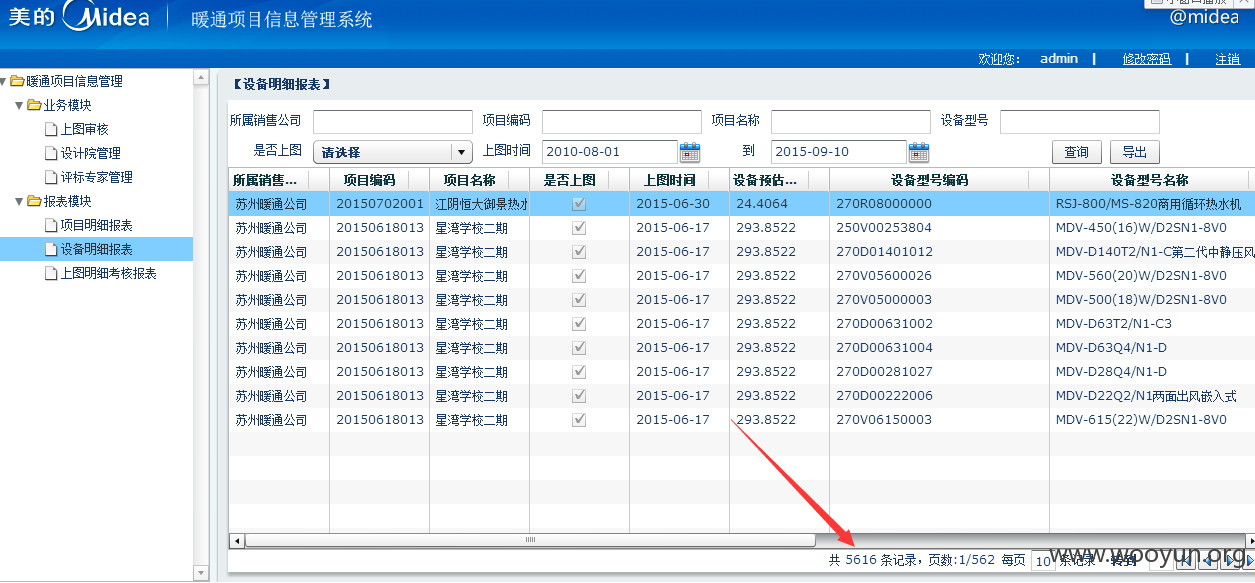 美的 Midea 暖通项目信息管理系统
@midea
欢迎您： admin | 修改密码 | 注销
暖通项目信息管理
业务模块
上图审核
设计院管理
评标专家管理
报表模块
项目明细报表
设备明细报表
上图明细考核报表
【设备明细报表】
所属销售公司 项目编码 项目名称 设备型号
是否上图 请选择 上图时间 2010-08-01 到 2015-09-10 查询 导出
所属销售... 项目编码 项目名称 是否上图 上图时间 设备预估... 设备型号编码 设备型号名称
苏州暖通公司 20150702001 江阴恒大御景热水 2015-06-30 24.4064 270R08000000 RSJ-800/MS-820商用循环热水机
苏州暖通公司 20150618013 星湾学校二期 2015-06-17 293.8522 250V00253804 MDV-450(16)W/D2SN1-8V0
苏州暖通公司 20150618013 星湾学校二期 2015-06-17 293.8522 270D01401012 MDV-D140T2/N1-C第二代中静压风
苏州暖通公司 20150618013 星湾学校二期 2015-06-17 293.8522 270V05600026 MDV-560(20)W/D2SN1-8V0
苏州暖通公司 20150618013 星湾学校二期 2015-06-17 293.8522 270V05000003 MDV-500(18)W/D2SN1-8V0
苏州暖通公司 20150618013 星湾学校二期 2015-06-17 293.8522 270D00631002 MDV-D63T2/N1-C3
苏州暖通公司 20150618013 星湾学校二期 2015-06-17 293.8522 270D00631004 MDV-D63Q4/N1-D
苏州暖通公司 20150618013 星湾学校二期 2015-06-17 293.8522 270D00281027 MDV-D28Q4/N1-D
苏州暖通公司 20150618013 星湾学校二期 2015-06-17 293.8522 270D00222006 MDV-D22Q2/N1两面出风嵌入式
苏州暖通公司 20150618013 星湾学校二期 2015-06-17 293.8522 270V06150003 MDV-615(22)W/D2SN1-8V0
共 5616 条记录，页数:1/562 每页 10 条记录 转到
www.wooyun.org